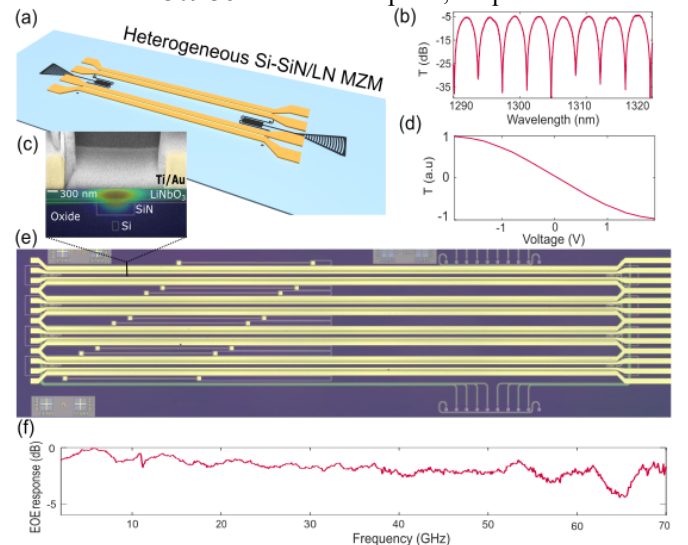 (a)
Heterogeneous Si-SiN/LN MZM
(b)
T (dB)
-5
-15
-25
-35
1290
1300
1310
1320
Wavelength (nm)
(c)
Ti/Au
300 nm
LiNbO₃
SiN
Oxide
Si
(d)
T (a.u)
1
0
-1
-1
0
1
Voltage (V)
(e)
(f)
EOE response (dB)
0
-5
10
20
30
40
50
60
70
Frequency (GHz)